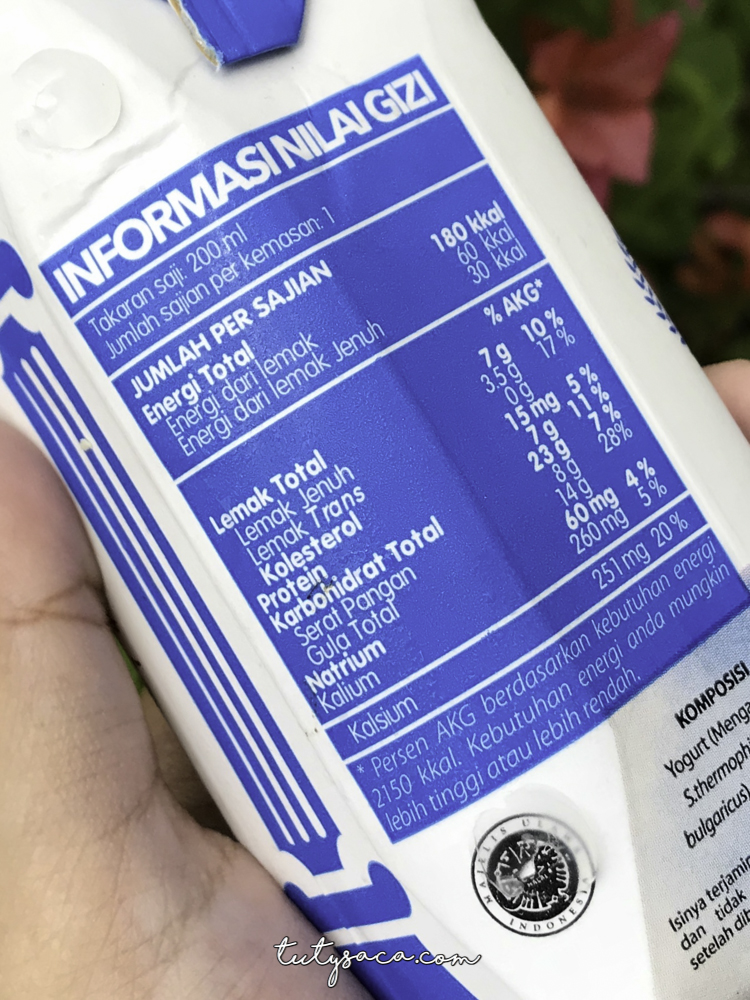 INFORMASI NILAI GIZI
Takaran saji: 200 ml
Jumlah sajian per kemasan: 1
JUMLAH PER SAJIAN
Energi Total 180 kkal
Energi dari lemak 60 kkal
Energi dari lemak Jenuh 30 kkal
% AKG*
Lemak Total 7 g 10 %
Lemak Jenuh 3.5 g 17 %
Lemak Trans 0 g
Kolesterol 15 mg 5 %
Protein 7 g 11 %
Karbohidrat Total 23 g 7 %
Serat Pangan 8 g 28%
Gula Total 14 g
Natrium 60 mg 4 %
Kalium 260 mg 5 %
Kalsium 251 mg 20 %
* Persen AKG berdasarkan kebutuhan energi
2150 kkal. Kebutuhan energi anda mungkin
lebih tinggi atau lebih rendah.
MAJELIS ULAMA
INDONESIA
KOMPOSISI
Yogurt (Menga
S.thermophi
bulgaricus)
Isinya terjamin
dan tidak
setelah dib
tutysaca.com